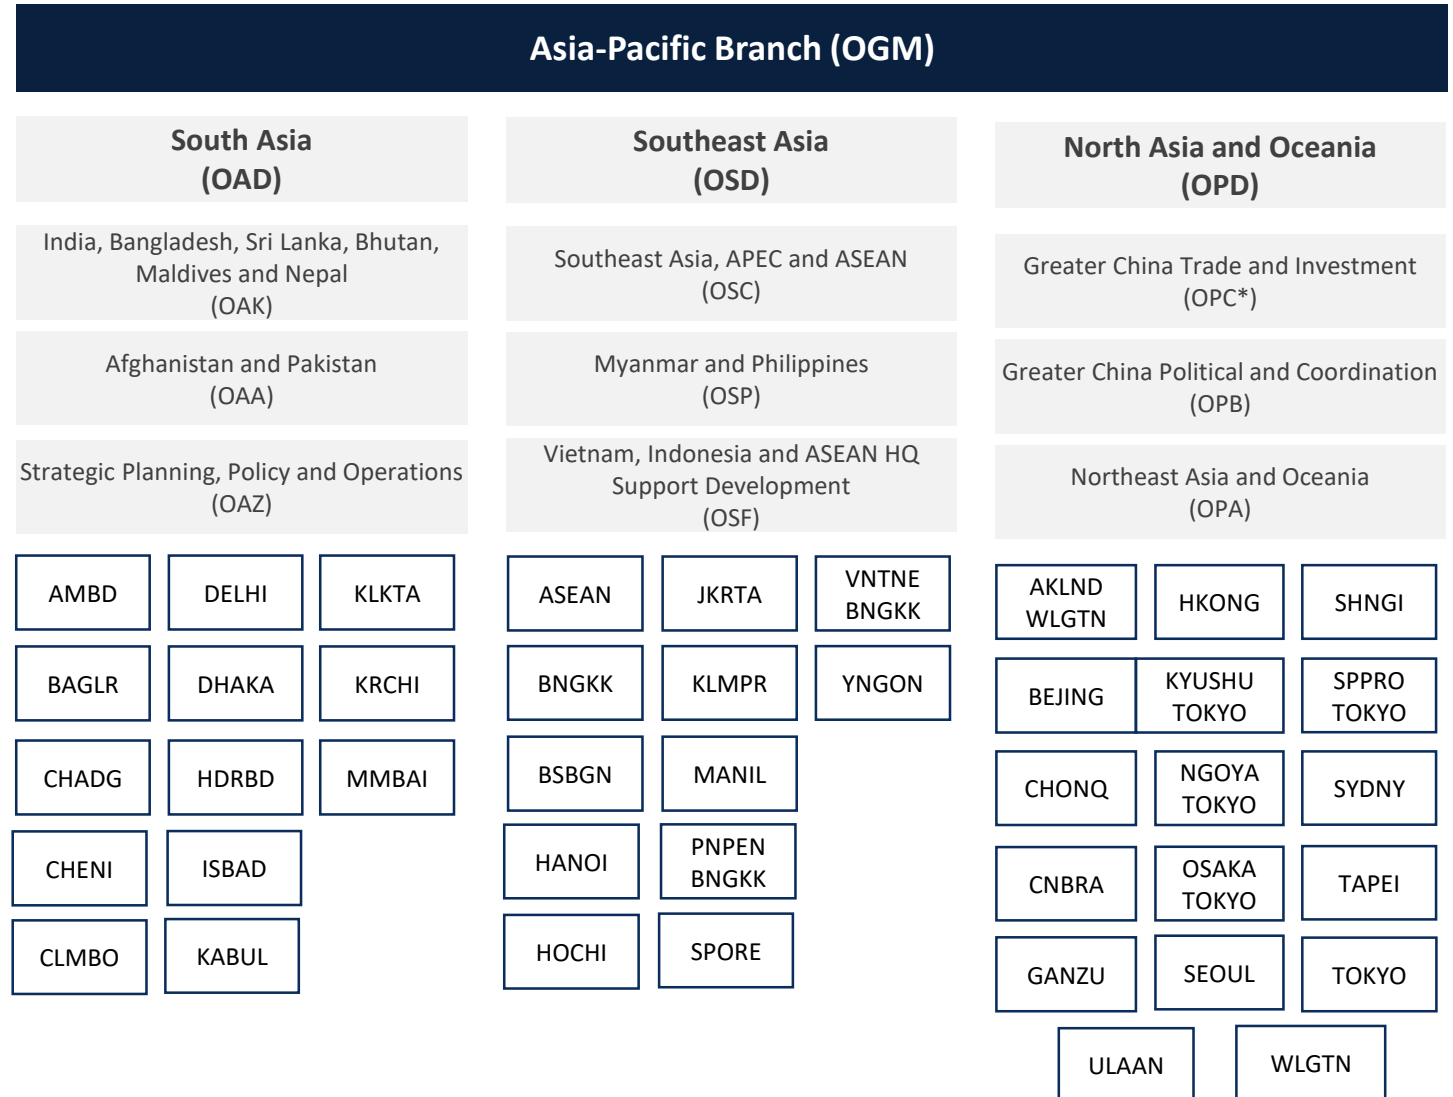 Asia-Pacific Branch (OGM)
South Asia
(OAD)
India, Bangladesh, Sri Lanka, Bhutan,
Maldives and Nepal
(OAK)
Afghanistan and Pakistan
(OAA)
Strategic Planning, Policy and Operations
(OAZ)
AMBD
DELHI
KLKTA
BAGLR
DHAKA
KRCHI
CHADG
HDRBD
MMBAI
CHENI
ISBAD
CLMBO
KABUL
Southeast Asia
(OSD)
Southeast Asia, APEC and ASEAN
(OSC)
Myanmar and Philippines
(OSP)
Vietnam, Indonesia and ASEAN HQ
Support Development
(OSF)
ASEAN
JKRTA
VNTNE
BNGKK
BNGKK
KLMPR
YNGON
BSBGN
MANIL
HANOI
PNPEN
BNGKK
HOCHI
SPORE
North Asia and Oceania
(OPD)
Greater China Trade and Investment
(OPC*)
Greater China Political and Coordination
(OPB)
Northeast Asia and Oceania
(OPA)
AKLND
WLGTN
HKONG
SHNGI
BEJING
KYUSHU
TOKYO
SPPRO
TOKYO
CHONQ
NGOYA
TOKYO
SYDNY
CNBRA
OSAKA
TOKYO
TAPEI
GANZU
SEOUL
TOKYO
ULAAN
WLGTN